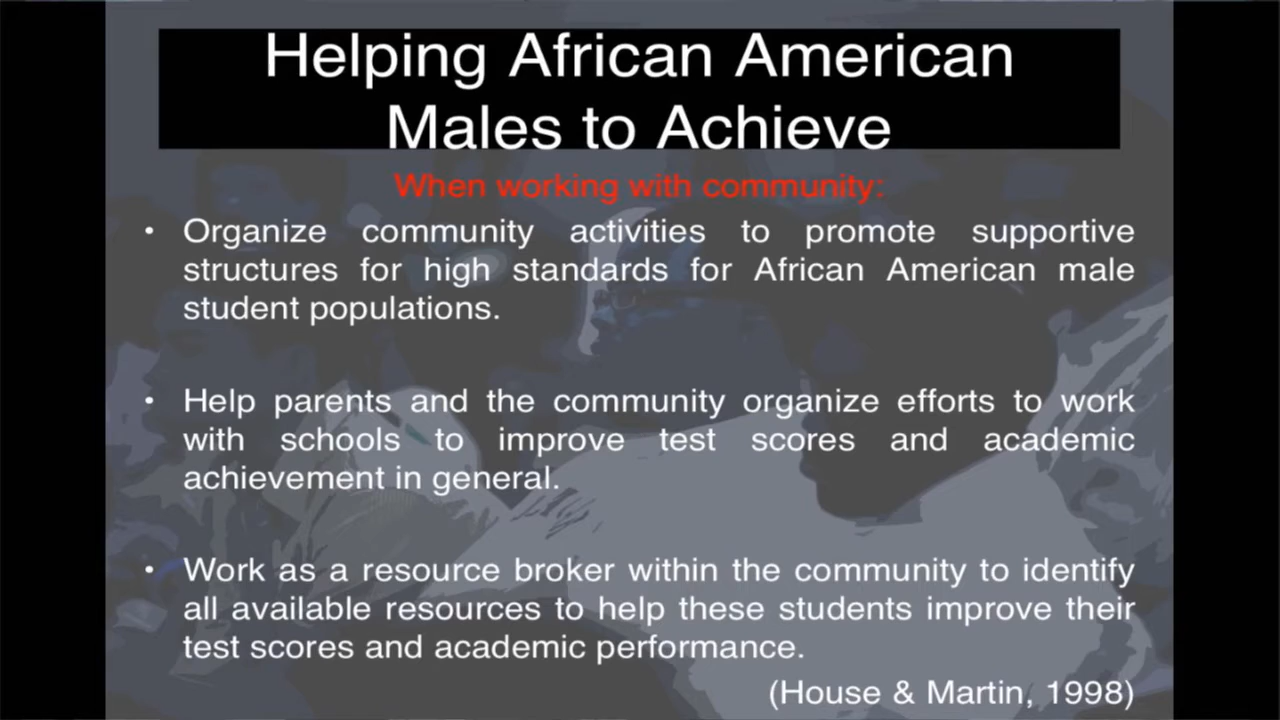 Helping African American
Males to Achieve
When working with community:
• Organize community activities to promote supportive
structures for high standards for African American male
student populations.
• Help parents and the community organize efforts to work
with schools to improve test scores and academic
achievement in general.
• Work as a resource broker within the community to identify
all available resources to help these students improve their
test scores and academic performance.
(House & Martin, 1998)